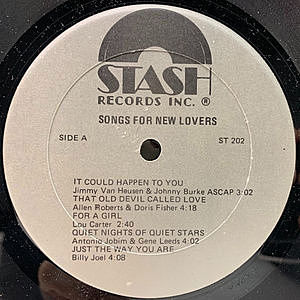 STASH
RECORDS INC. ®
SONGS FOR NEW LOVERS
SIDE A ST 202
IT COULD HAPPEN TO YOU
Jimmy Van Heusen & Johnny Burke ASCAP 3:02
THAT OLD DEVIL CALLED LOVE
Allen Roberts & Doris Fisher 4:18
FOR A GIRL
Lou Carter 2:40
QUIET NIGHTS OF QUIET STARS
Antonio Jobim & Gene Leeds 4:02
JUST THE WAY YOU ARE
Billy Joel 4:08